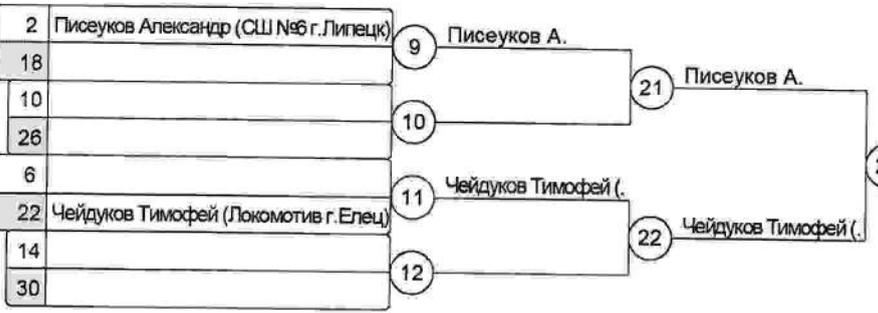 2 Писеуков Александр (СШ №6 г.Липецк)
9
Писеуков А.
18
21
Писеуков А.
10
10
26
6
11
Чейдуков Тимофей (.
22 Чейдуков Тимофей (Локомотив г.Елец)
22
Чейдуков Тимофей (.
14
12
30